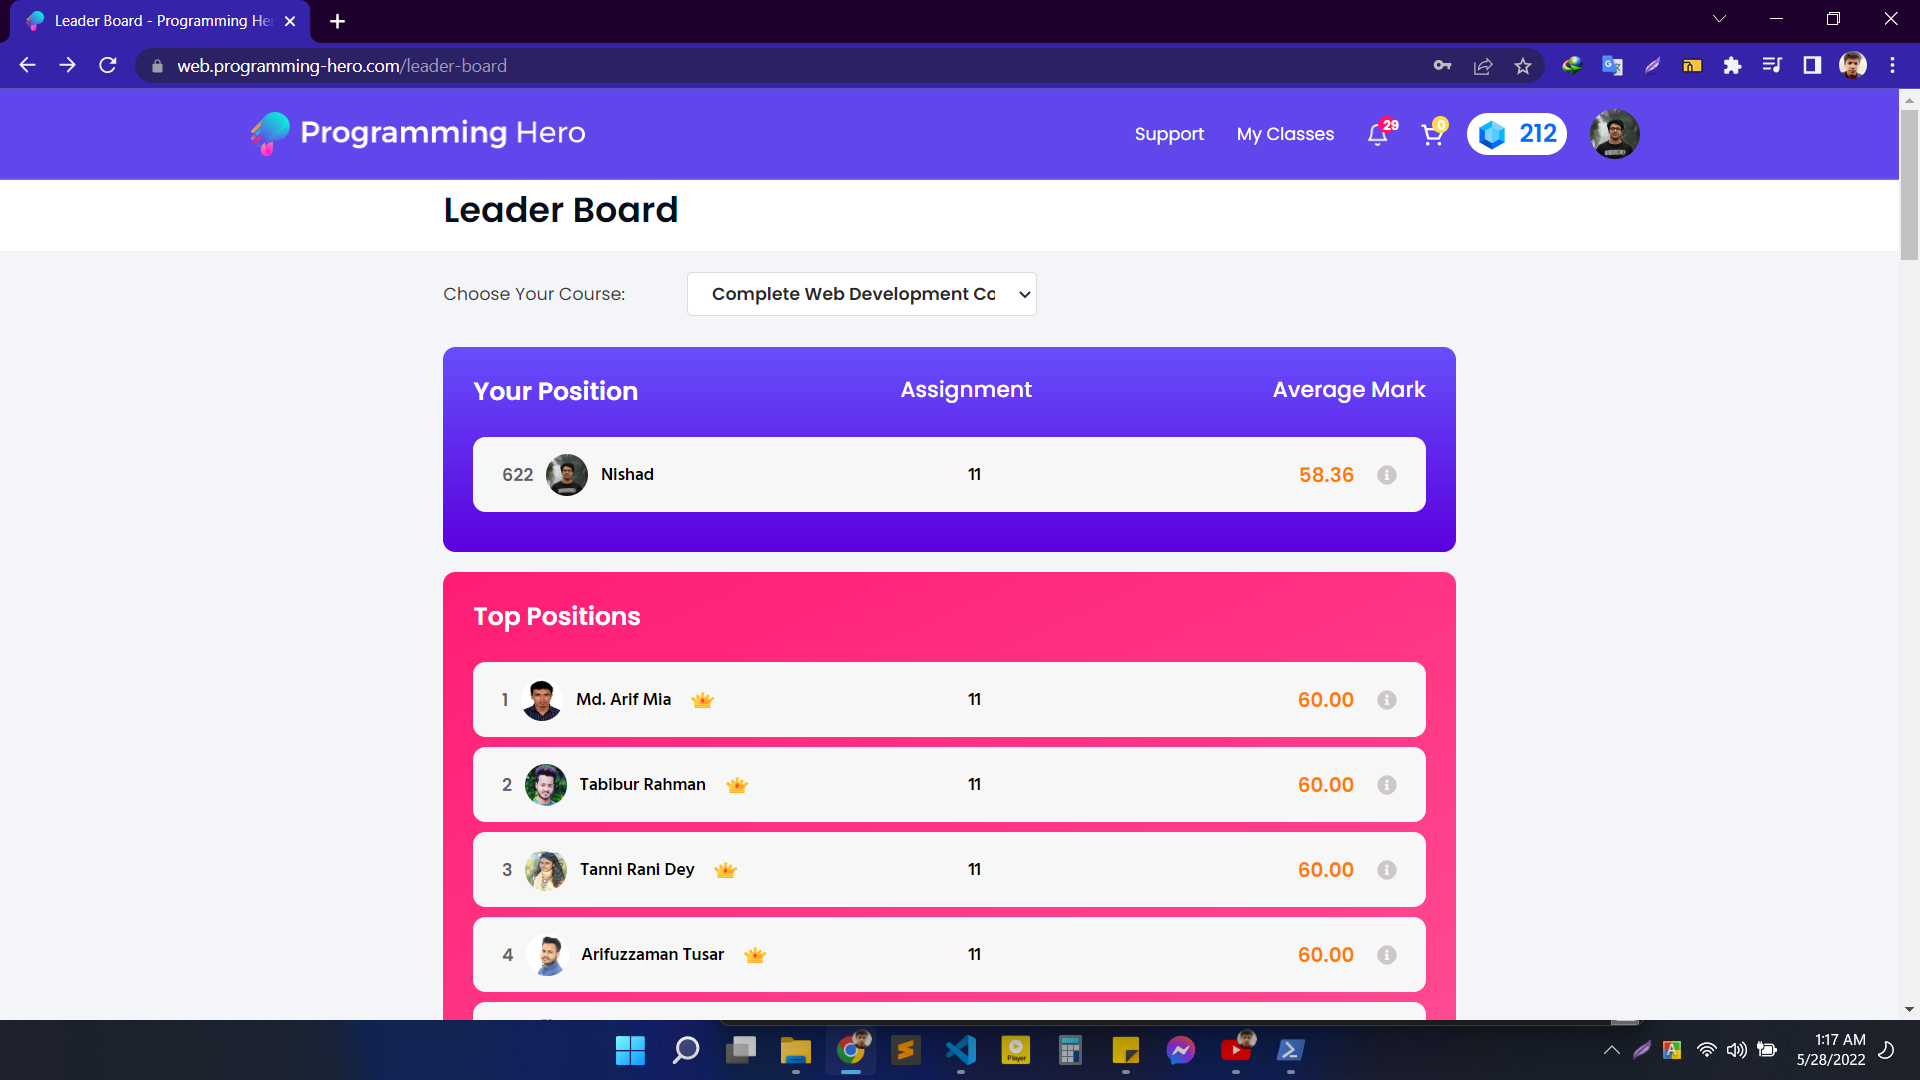 Leader Board - Programming He
web.programming-hero.com/leader-board
Programming Hero
Support
My Classes
29
0
212
Leader Board
Choose Your Course:
Complete Web Development Co
Your Position
Assignment
Average Mark
622
Nishad
11
58.36
Top Positions
1
Md. Arif Mia
11
60.00
2
Tabibur Rahman
11
60.00
3
Tanni Rani Dey
11
60.00
4
Arifuzzaman Tusar
11
60.00
Player
1:17 AM
5/28/2022